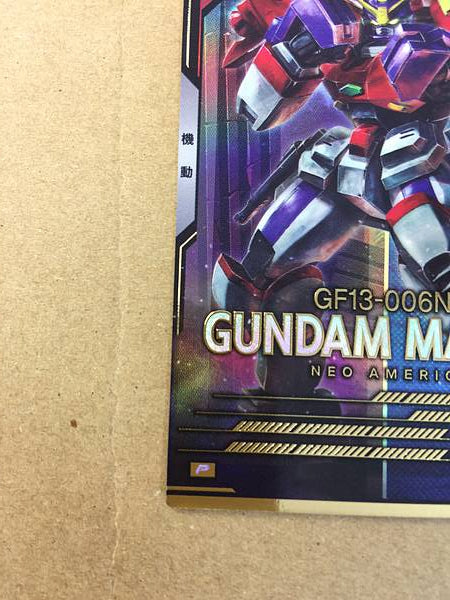 機動
GF13-006N
GUNDAM MA
NEO AMERIC
P